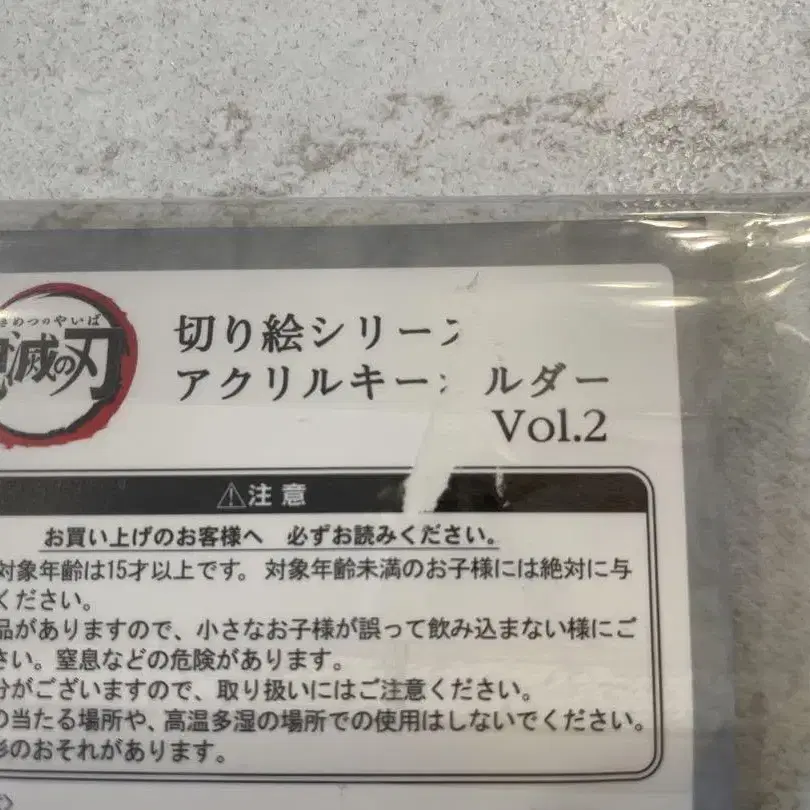 きめつのやいば
滅の刃
切り絵シリーズ
アクリルキー ルダー
Vol.2
⚠注意
お買い上げのお客様へ 必ずお読みください。
対象年齢は15才以上です。対象年齢未満のお子様には絶対に与
ください。
品がありますので、小さなお子様が誤って飲み込まない様にご
さい。窒息などの危険があります。
分がございますので、取り扱いにはご注意ください。
の当たる場所や、高温多湿の場所での使用はしないでください。
形のおそれがあります。